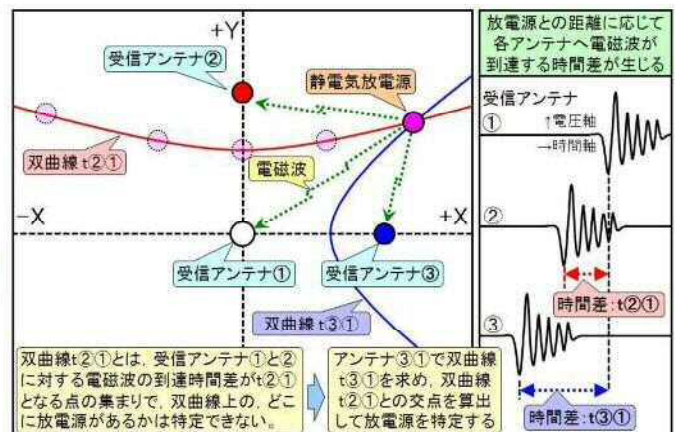 +Y
受信アンテナ②
静電気放電源
双曲線t②①
電磁波
-X
+X
受信アンテナ①
受信アンテナ③
双曲線t③①
双曲線t②①とは、受信アンテナ①と②
に対する電磁波の到達時間差がt②①
となる点の集まりで、双曲線上の、どこ
に放電源があるかは特定できない。
アンテナ③①で双曲線
t③①を求め、双曲線
t②①との交点を算出
して放電源を特定する
放電源との距離に応じて
各アンテナへ電磁波が
到達する時間差が生じる
受信アンテナ
①
↑電圧軸
→時間軸
②
時間差:t②①
③
時間差:t③①